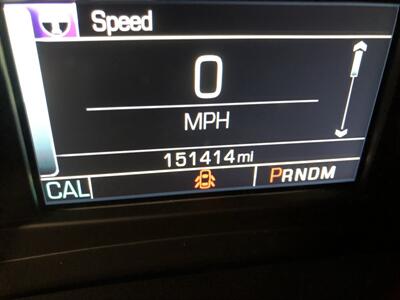 Speed
0
MPH
151414mi
CAL PRNDM